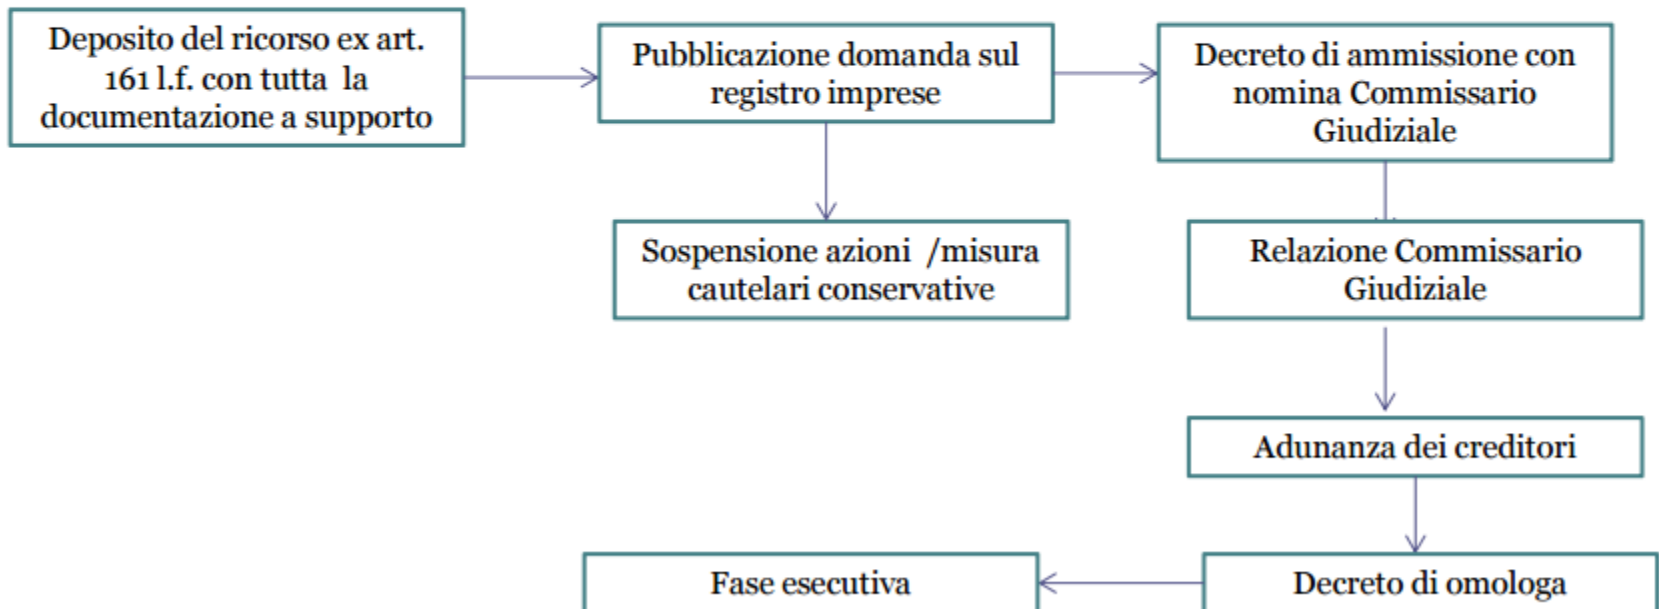 Deposito del ricorso ex art.
161 l.f. con tutta la
documentazione a supporto
Pubblicazione domanda sul
registro imprese
Decreto di ammissione con
nomina Commissario
Giudiziale
Sospensione azioni /misura
cautelari conservative
Relazione Commissario
Giudiziale
Adunanza dei creditori
Decreto di omologa
Fase esecutiva